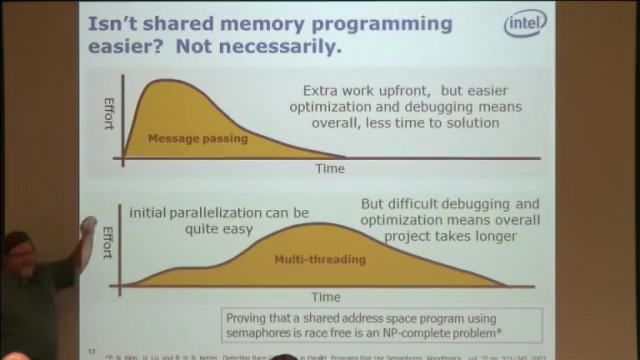 Isn't shared memory programming
easier? Not necessarily.
intel
Extra work upfront, but easier
optimization and debugging means
overall, less time to solution
Effort
Message passing
Time
initial parallelization can be
quite easy
But difficult debugging and
optimization means overall
project takes longer
Effort
Multi-threading
Time
Proving that a shared address space program using
semaphores is race free is an NP-complete problem*